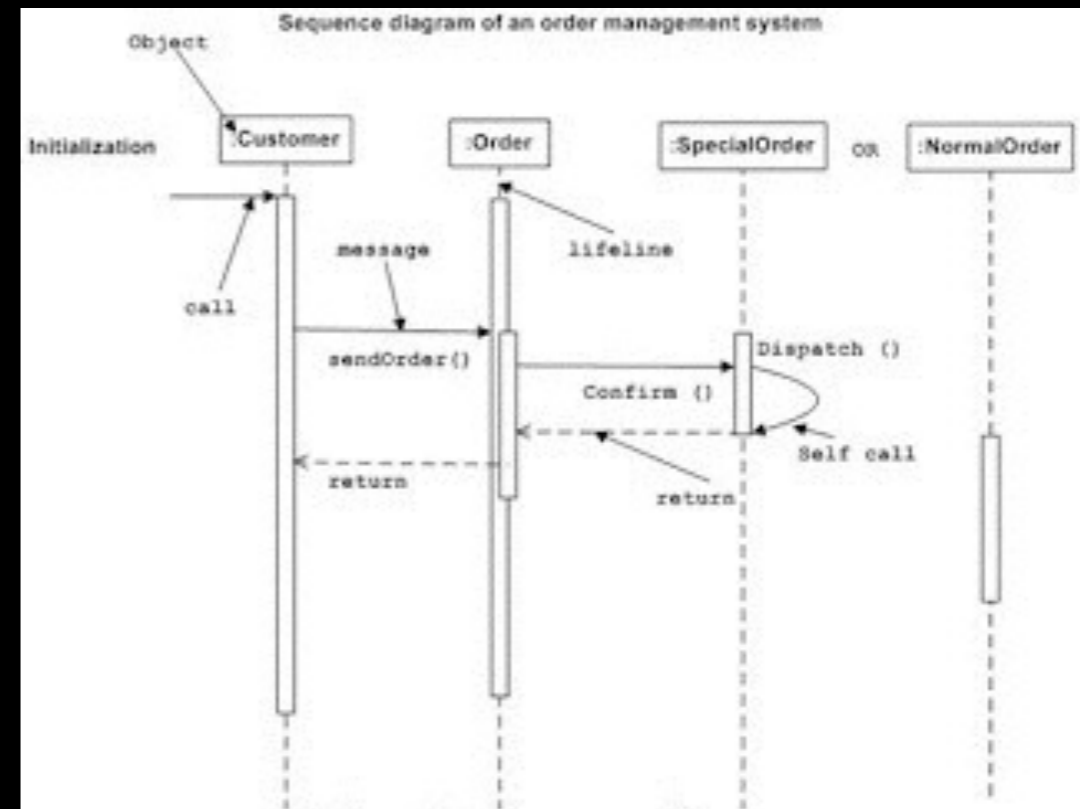 Sequence diagram of an order management system
Object
Initialization
:Customer
:Order
:SpecialOrder
OR
:NormalOrder
message
lifeline
call
sendOrder()
Dispatch ()
Confirm ()
Self call
return
return